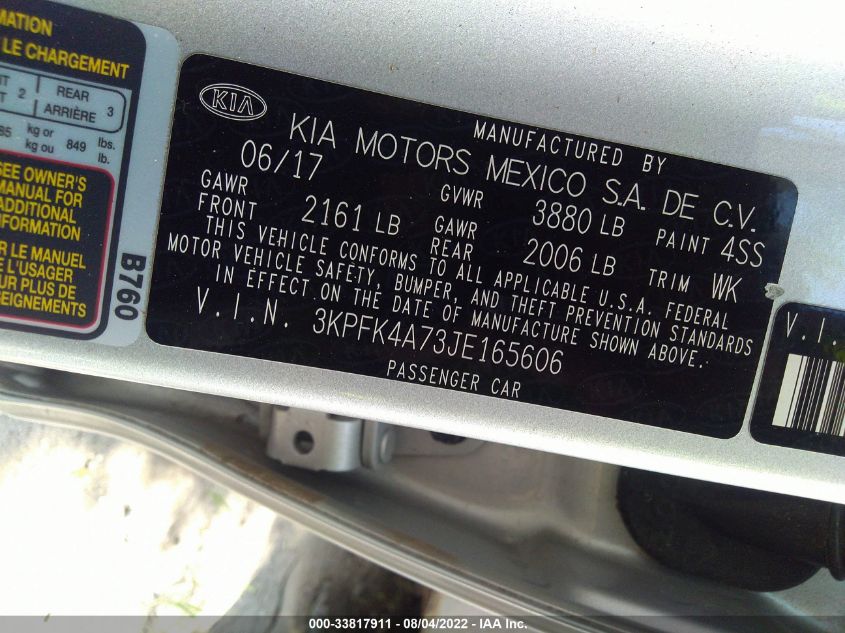 MATION
LE CHARGEMENT
2 REAR 3
ARRIÈRE
85 kg or 849 lbs.
kg ou lb.
SEE OWNER'S
MANUAL FOR
ADDITIONAL
INFORMATION
LE MANUEL
L'USAGER
PLUS DE
B760
KIA
MANUFACTURED BY
KIA MOTORS MEXICO S.A. DE C.V.
06/17
GAWR FRONT 2161 LB
GVWR 3880 LB
PAINT 4SS
GAWR REAR 2006 LB
TRIM WK
THIS VEHICLE CONFORMS TO ALL APPLICABLE U.S.A. FEDERAL
MOTOR VEHICLE SAFETY, BUMPER, AND THEFT PREVENTION STANDARDS
IN EFFECT ON THE DATE OF MANUFACTURE SHOWN ABOVE.
V.I.N. 3KPFK4A73JE165606
PASSENGER CAR
V.I.
000-33817911 - 08/04/2022 - IAA Inc.